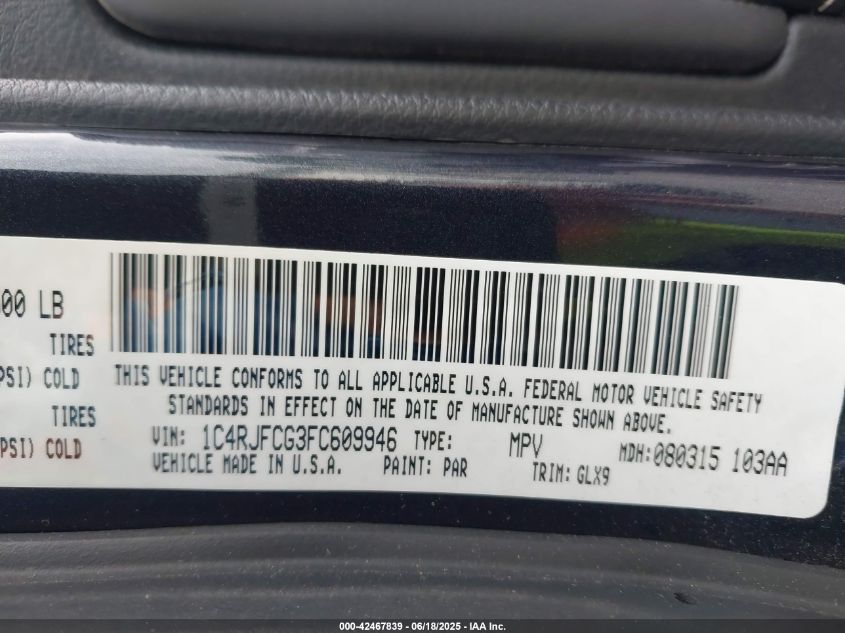 00 LB
TIRES
PSI) COLD
TIRES
PSI) COLD
THIS VEHICLE CONFORMS TO ALL APPLICABLE U.S.A. FEDERAL MOTOR VEHICLE SAFETY
STANDARDS IN EFFECT ON THE DATE OF MANUFACTURE SHOWN ABOVE.
VIN: 1C4RJFCG3FC609946 TYPE: MPV MDH:080315 103AA
VEHICLE MADE IN U.S.A. PAINT: PAR TRIM: GLX9
000-42467839 - 06/18/2025 - IAA Inc.